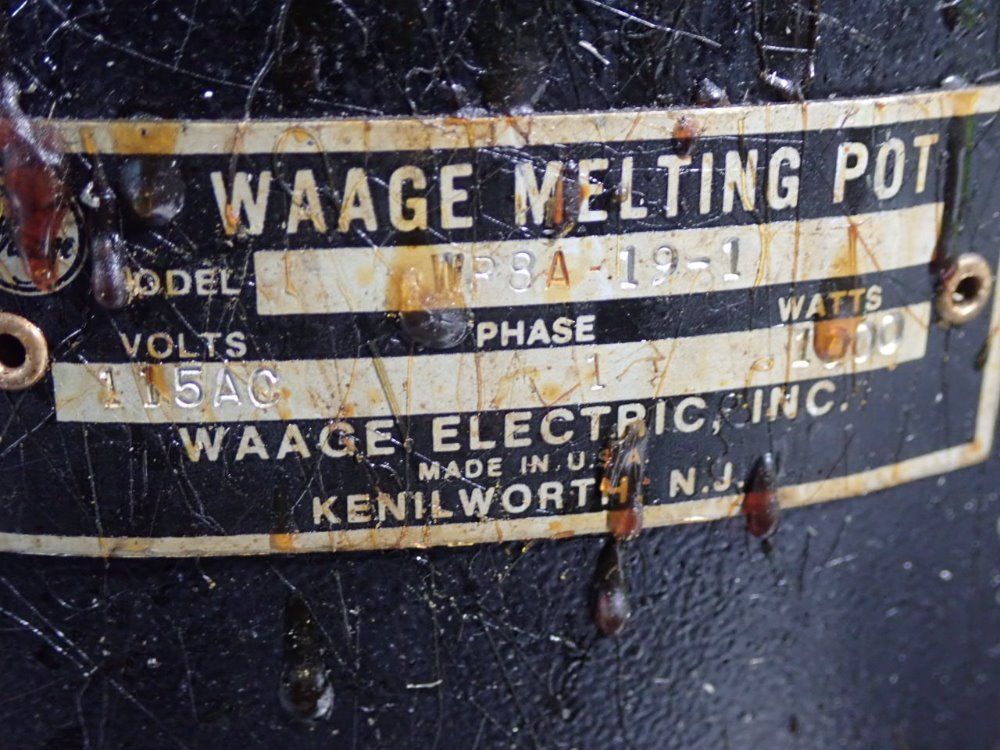 WAAGE MELTING POT
MODEL WP8A-19-1
VOLTS PHASE WATTS
115AC 1
WAAGE ELECTRIC, INC.
MADE IN U.S.A.
KENILWORTH N.J.